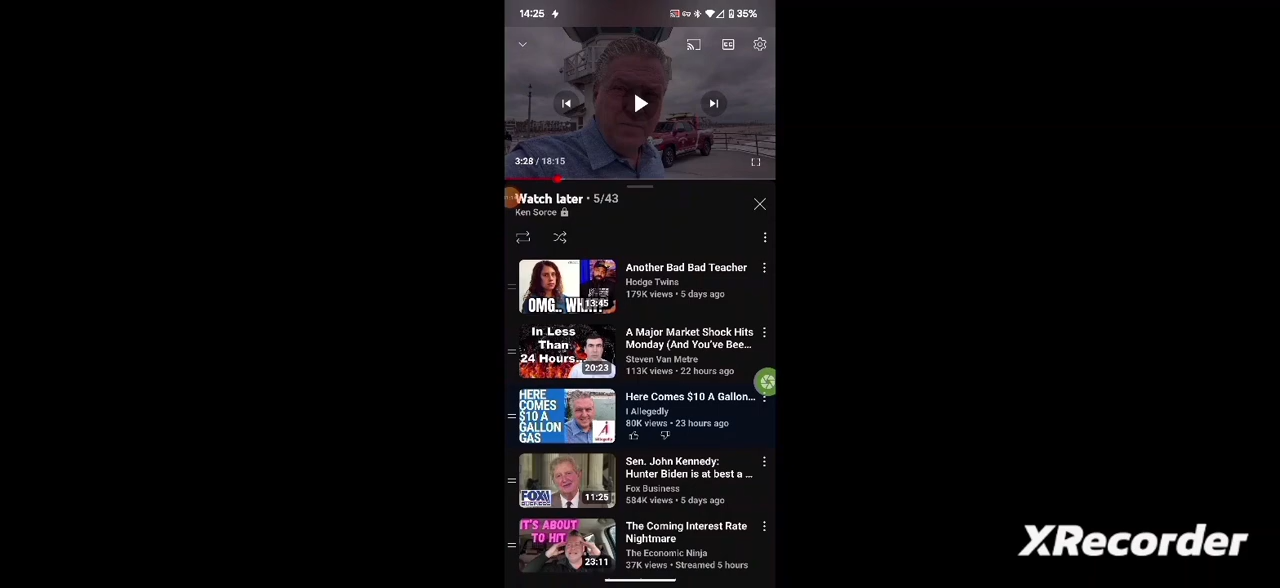 14:25
35%
CC
3:28 / 18:15
Watch later • 5/43
Ken Sorce
Another Bad Bad Teacher
Hodge Twins
179K views • 5 days ago
OMG.. WHAT?
13:45
In Less
Than
24 Hours...
20:23
A Major Market Shock Hits
Monday (And You've Bee...
Steven Van Metre
113K views • 22 hours ago
HERE
COMES
$10 A
GALLON
GAS
Here Comes $10 A Gallon...
I Allegedly
80K views • 23 hours ago
FOX
BUSINESS
11:25
Sen. John Kennedy:
Hunter Biden is at best a ...
Fox Business
584K views • 5 days ago
IT'S ABOUT
TO HIT
23:11
The Coming Interest Rate
Nightmare
The Economic Ninja
37K views • Streamed 5 hours
XRecorder